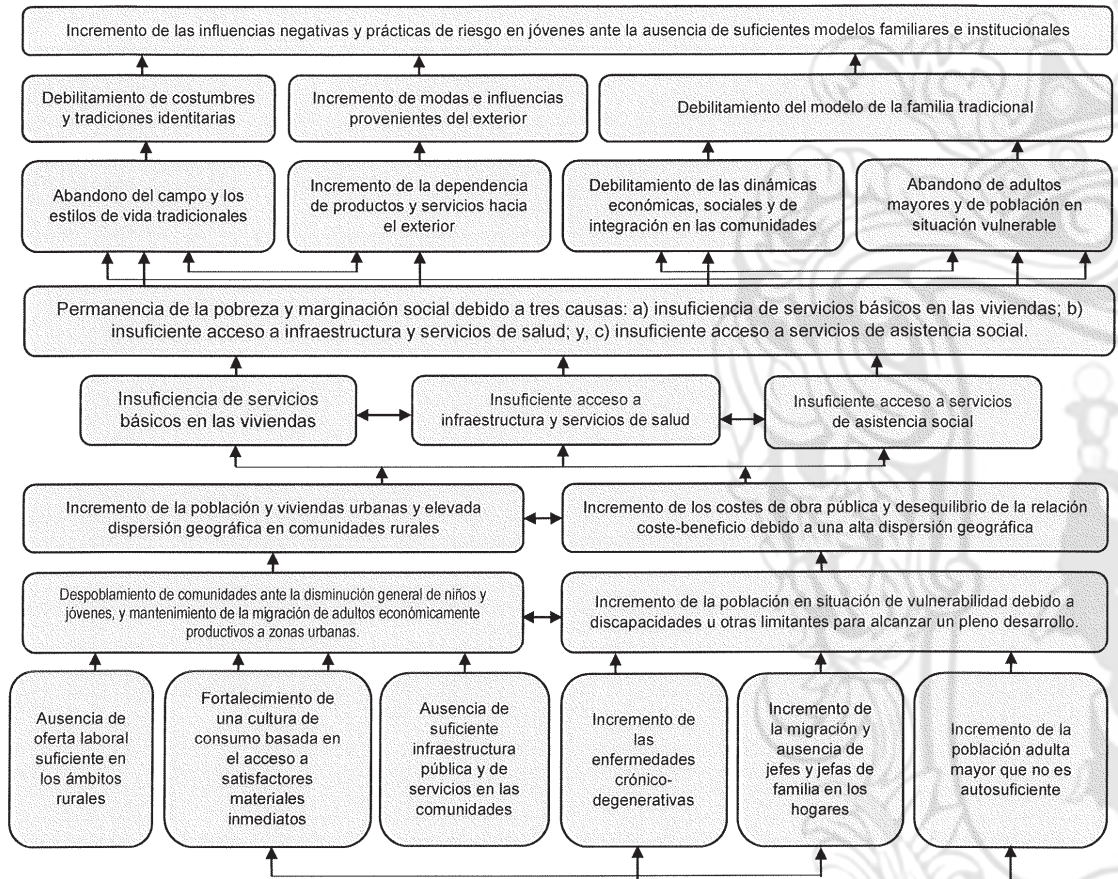 Incremento de las influencias negativas y prácticas de riesgo en jóvenes ante la ausencia de suficientes modelos familiares e institucionales
Debilitamiento de costumbres
y tradiciones identitarias
Incremento de modas e influencias
provenientes del exterior
Debilitamiento del modelo de la familia tradicional
Abandono del campo y los
estilos de vida tradicionales
Incremento de la dependencia
de productos y servicios hacia
el exterior
Debilitamiento de las dinámicas
económicas, sociales y de
integración en las comunidades
Abandono de adultos
mayores y de población en
situación vulnerable
Permanencia de la pobreza y marginación social debido a tres causas: a) insuficiencia de servicios básicos en las viviendas; b)
insuficiente acceso a infraestructura y servicios de salud; y, c) insuficiente acceso a servicios de asistencia social.
Insuficiencia de servicios
básicos en las viviendas
Insuficiente acceso a
infraestructura y servicios de salud
Insuficiente acceso a servicios
de asistencia social
Incremento de la población y viviendas urbanas y elevada
dispersión geográfica en comunidades rurales
Incremento de los costes de obra pública y desequilibrio de la relación
coste-beneficio debido a una alta dispersión geográfica
Despoblamiento de comunidades ante la disminución general de niños y
jóvenes, y mantenimiento de la migración de adultos económicamente
productivos a zonas urbanas.
Incremento de la población en situación de vulnerabilidad debido a
discapacidades u otras limitantes para alcanzar un pleno desarrollo.
Ausencia de
oferta laboral
suficiente en
los ámbitos
rurales
Fortalecimiento de
una cultura de
consumo basada en
el acceso a
satisfactores
materiales
inmediatos
Ausencia de
suficiente
infraestructura
pública y de
servicios en las
comunidades
Incremento de
las
enfermedades
crónico-
degenerativas
Incremento de
la migración y
ausencia de
jefes y jefas de
familia en los
hogares
Incremento de la
población adulta
mayor que no es
autosuficiente